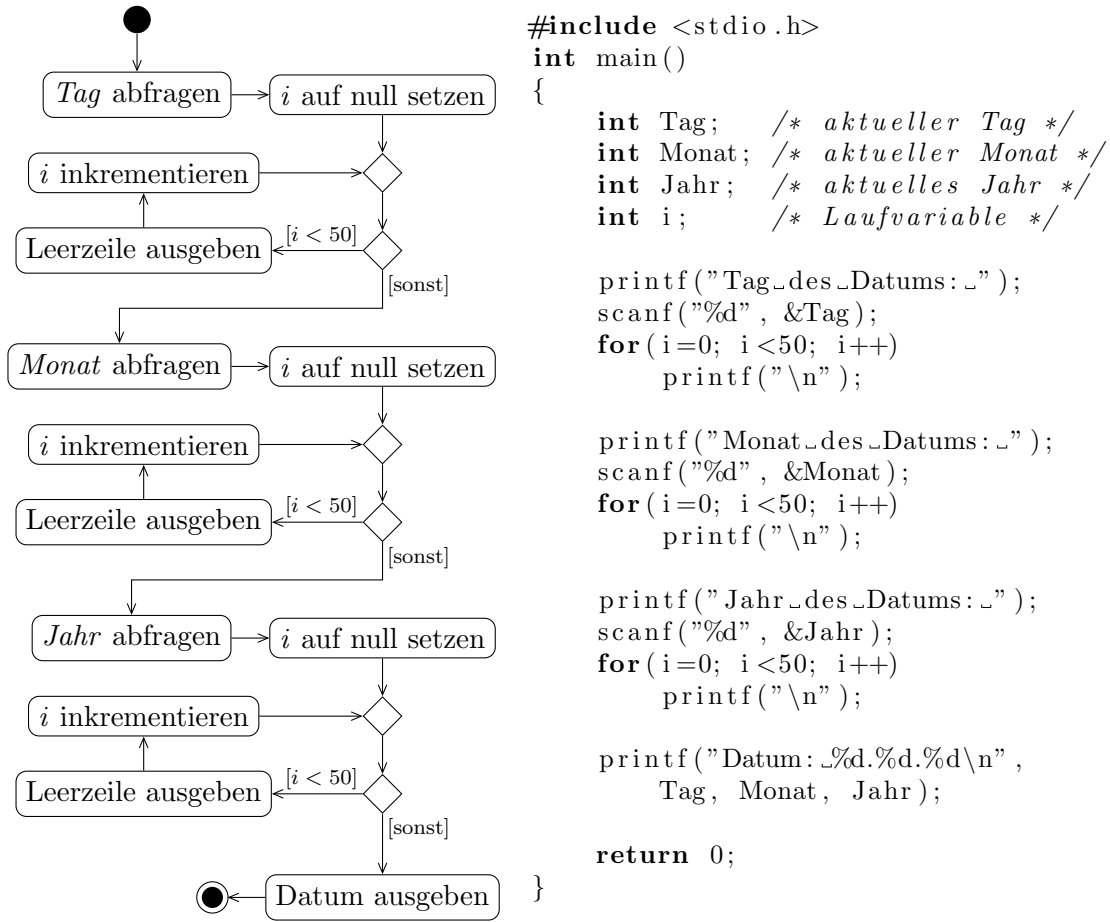 Tag abfragen
i auf null setzen
i inkrementieren
Leerzeile ausgeben
[i < 50]
[sonst]
Monat abfragen
i auf null setzen
i inkrementieren
Leerzeile ausgeben
[i < 50]
[sonst]
Jahr abfragen
i auf null setzen
i inkrementieren
Leerzeile ausgeben
[i < 50]
[sonst]
Datum ausgeben
#include <stdio.h>
int main()
{
int Tag; /* aktueller Tag */
int Monat; /* aktueller Monat */
int Jahr; /* aktuelles Jahr */
int i; /* Laufvariable */
printf("Tag␣des␣Datums:␣");
scanf("%d", &Tag);
for(i=0; i<50; i++)
printf("\n");
printf("Monat␣des␣Datums:␣");
scanf("%d", &Monat);
for(i=0; i<50; i++)
printf("\n");
printf("Jahr␣des␣Datums:␣");
scanf("%d", &Jahr);
for(i=0; i<50; i++)
printf("\n");
printf("Datum:␣%d.%d.%d\n",
Tag, Monat, Jahr);
return 0;
}